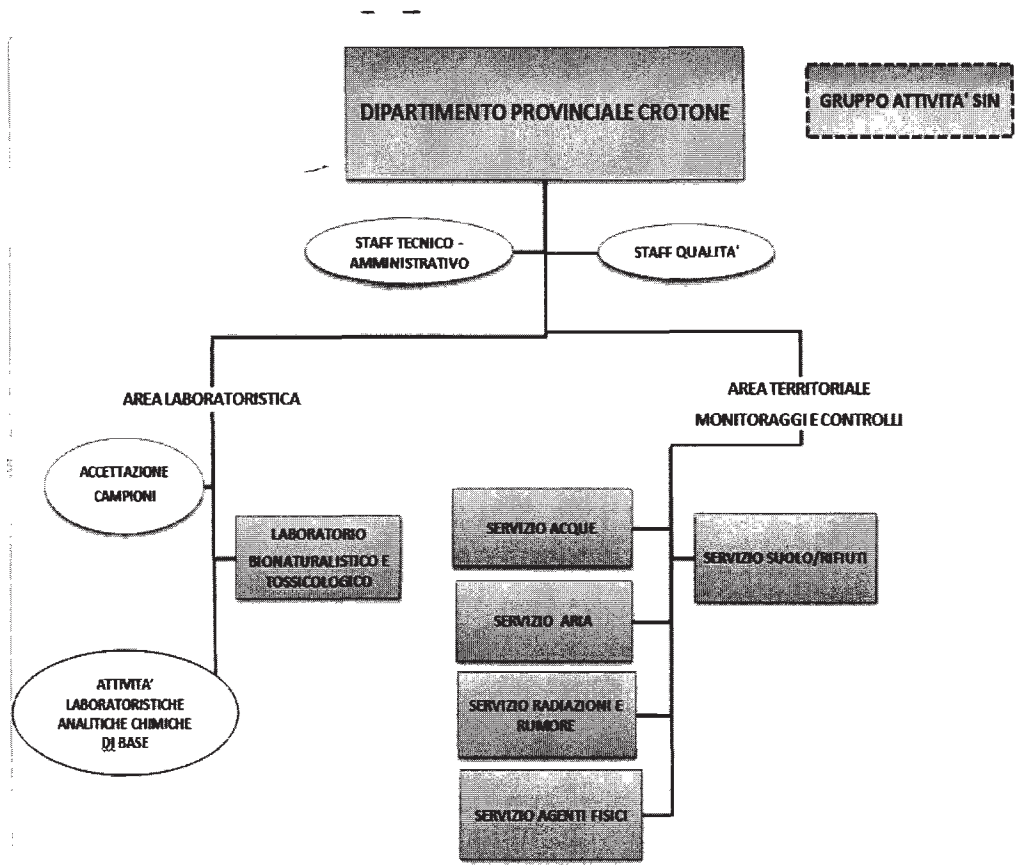 DIPARTIMENTO PROVINCIALE CROTONE
GRUPPO ATTIVITA' SIN
STAFF TECNICO -
AMMINISTRATIVO
STAFF QUALITA'
AREA LABORATORISTICA
AREA TERRITORIALE
MONITORAGGI E CONTROLLI
ACCETTAZIONE
CAMPIONI
LABORATORIO
BIONATURALISTICO E
TOSSICOLOGICO
ATTIVITA'
LABORATORISTICHE
ANALITICHE CHIMICHE
DI BASE
SERVIZIO ACQUE
SERVIZIO SUOLO/RIFIUTI
SERVIZIO ARIA
SERVIZIO RADIAZIONI E
RUMORE
SERVIZIO AGENTI FISICI